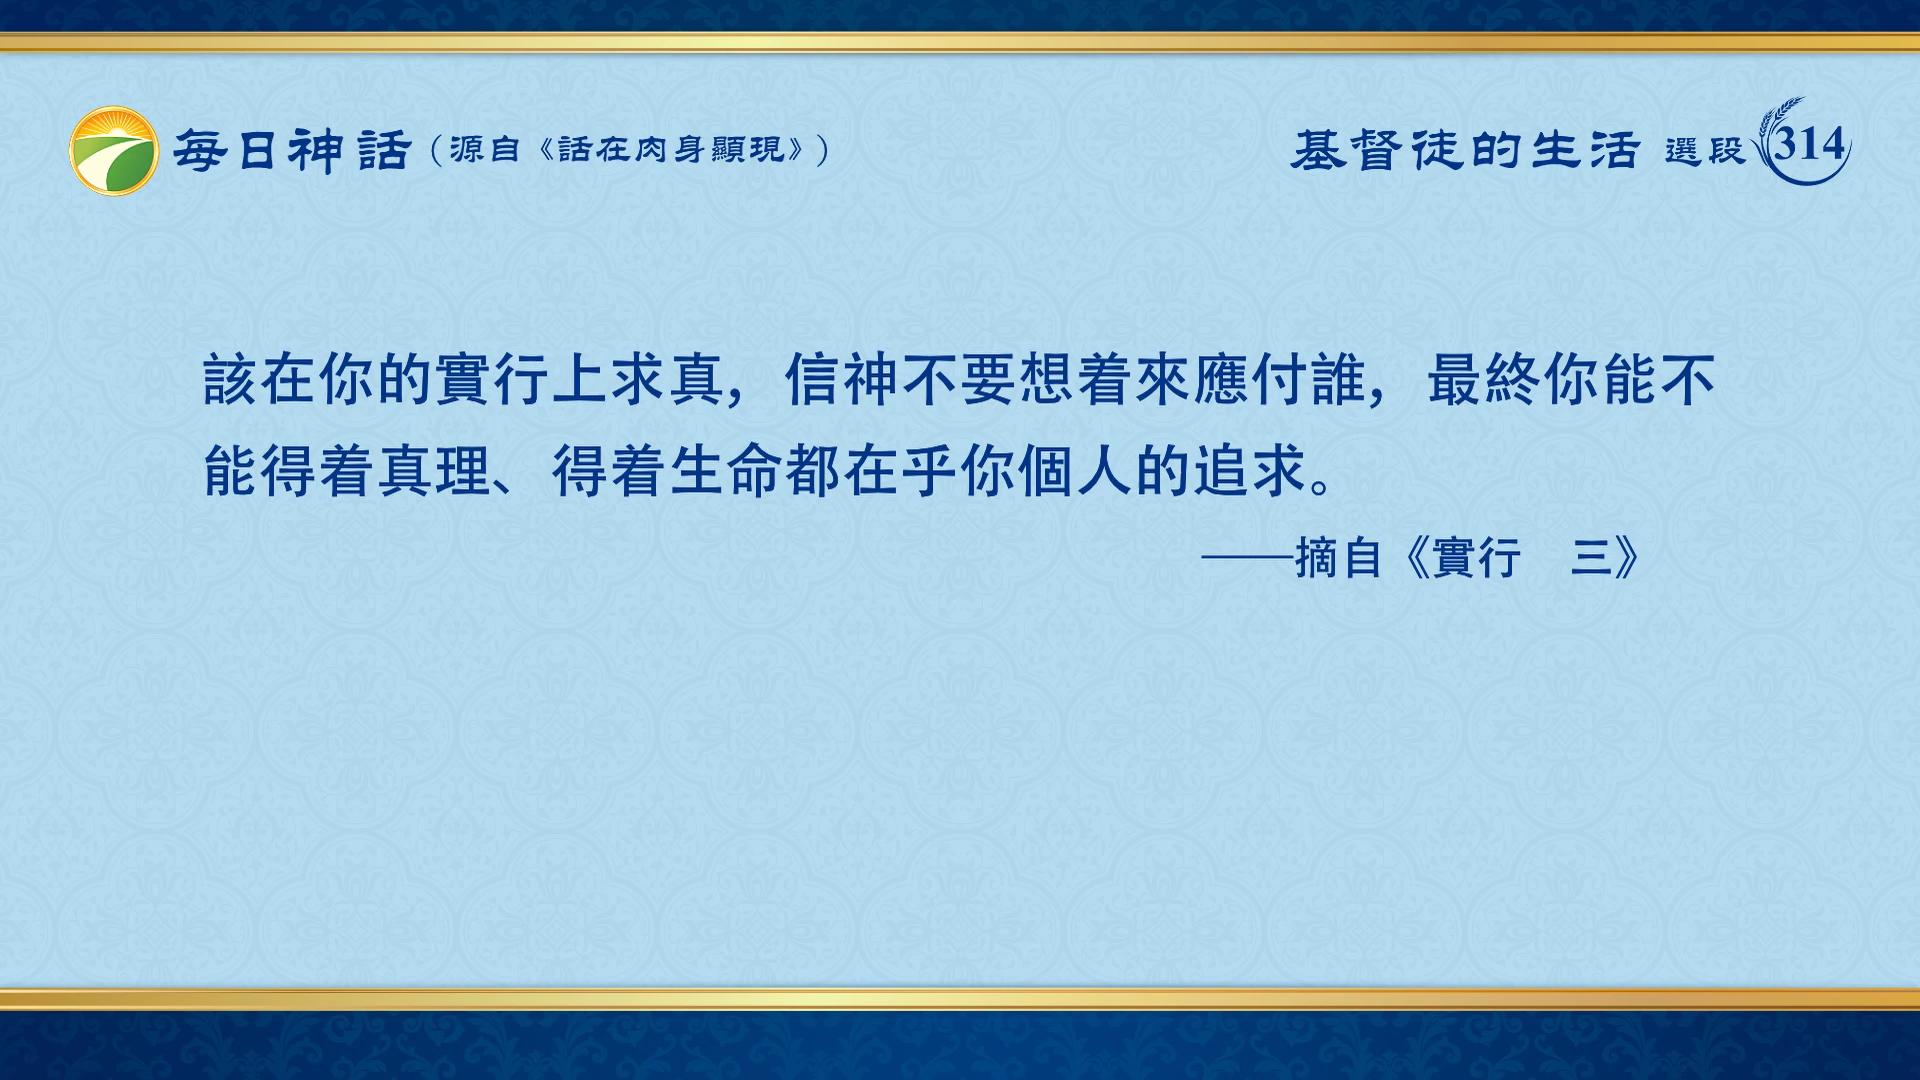 每日神話（源自《話在肉身顯現》）
基督徒的生活 選段 314
該在你的實行上求真，信神不要想着來應付誰，最終你能不
能得着真理、得着生命都在乎你個人的追求。
——摘自《實行　三》